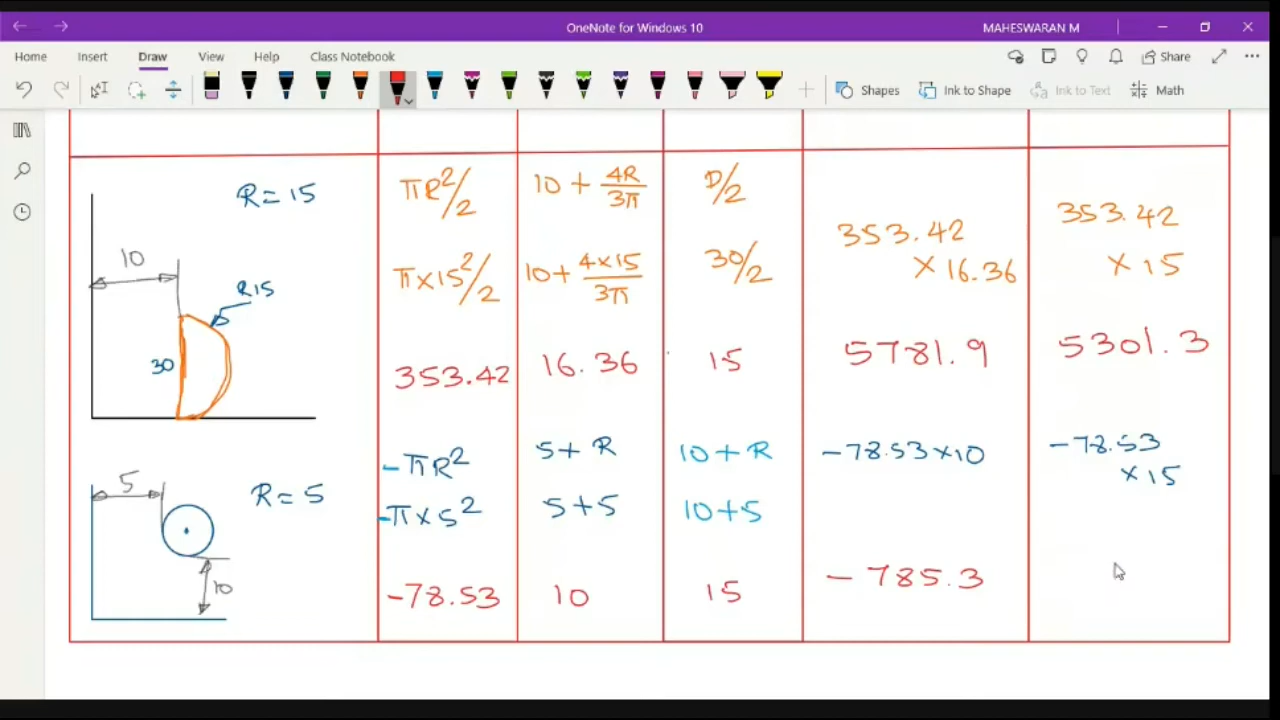 OneNote for Windows 10
MAHESWARAN M
Home Insert Draw View Help Class Notebook
Share
Shapes Ink to Shape Ink to Text Math
R = 15
10
R15
30
πR²/2
π×15²/2
353.42
10 + 4R/3π
10 + 4×15/3π
16.36
D/2
30/2
15
353.42
× 16.36
5781.9
353.42
× 15
5301.3
5
R = 5
10
-πR²
-π×5²
-78.53
5 + R
5+5
10
10 + R
10+5
15
-78.53×10
- 785.3
-78.53
×15